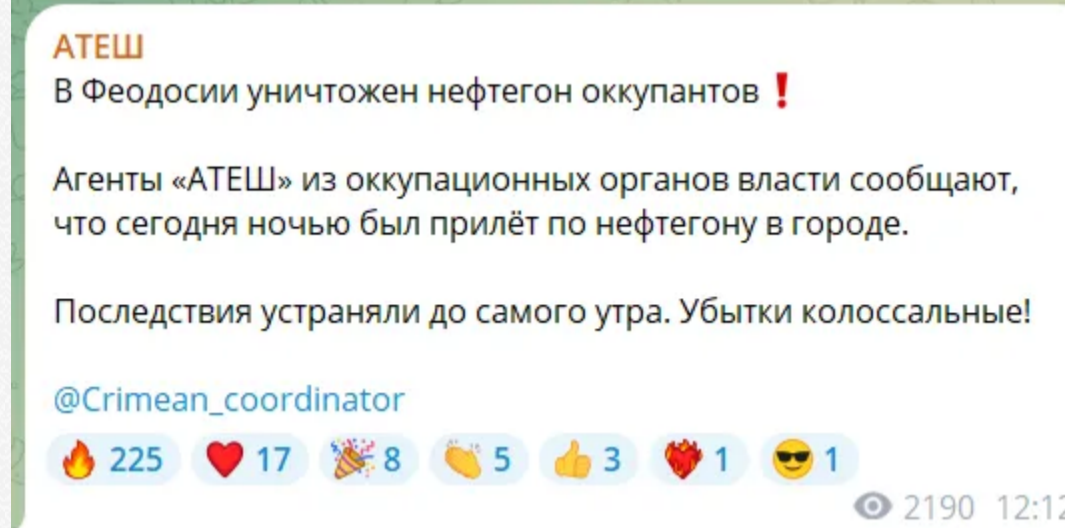 АТЕШ
В Феодосии уничтожен нефтегон оккупантов❗
Агенты «АТЕШ» из оккупационных органов власти сообщают,
что сегодня ночью был прилёт по нефтегону в городе.
Последствия устраняли до самого утра. Убытки колоссальные!
@Crimean_coordinator
🔥 225 ❤️ 17 🎉 8 👏 5 👍 3 ❤️‍🔥 1 😎 1
2190 12:12